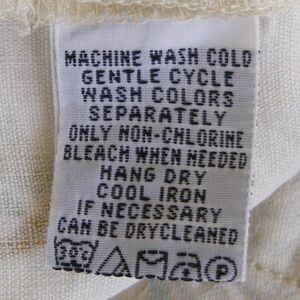 MACHINE WASH COLD
GENTLE CYCLE
WASH COLORS
SEPARATELY
ONLY NON-CHLORINE
BLEACH WHEN NEEDED
HANG DRY
COOL IRON
IF NECESSARY
CAN BE DRYCLEANED
P